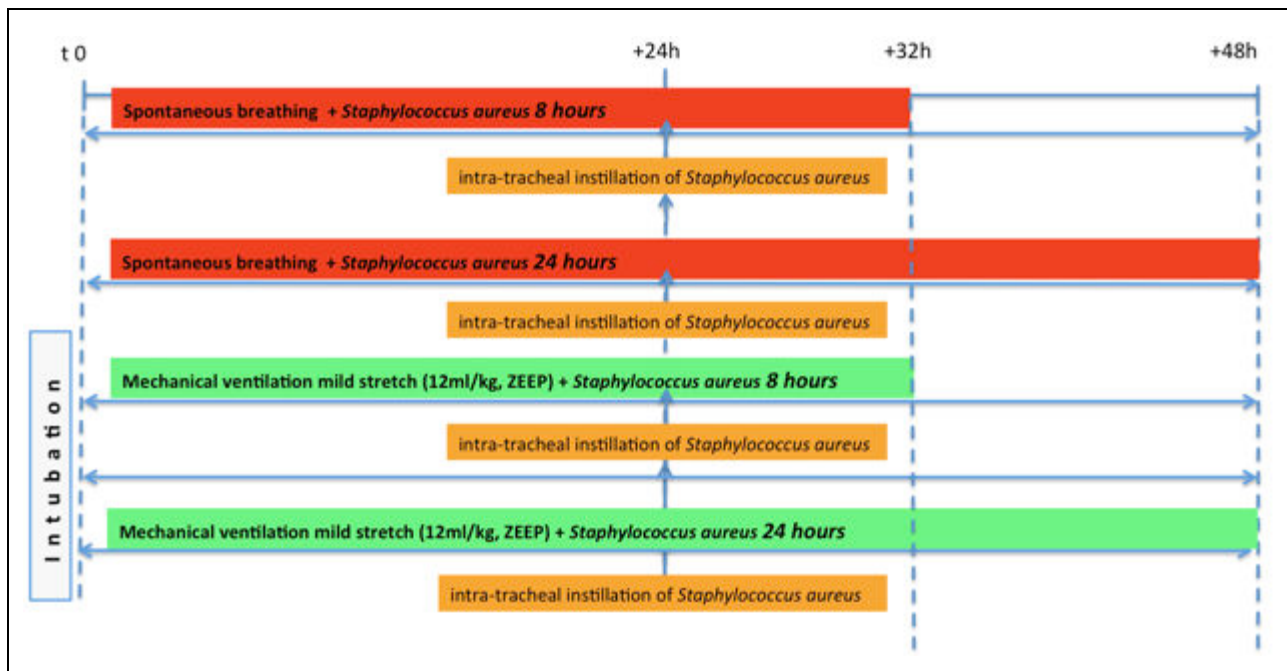 t 0
+24h
+32h
+48h
Spontaneous breathing + Staphylococcus aureus 8 hours
intra-tracheal instillation of Staphylococcus aureus
Spontaneous breathing + Staphylococcus aureus 24 hours
intra-tracheal instillation of Staphylococcus aureus
Mechanical ventilation mild stretch (12ml/kg, ZEEP) + Staphylococcus aureus 8 hours
intra-tracheal instillation of Staphylococcus aureus
Mechanical ventilation mild stretch (12ml/kg, ZEEP) + Staphylococcus aureus 24 hours
intra-tracheal instillation of Staphylococcus aureus
Intubation